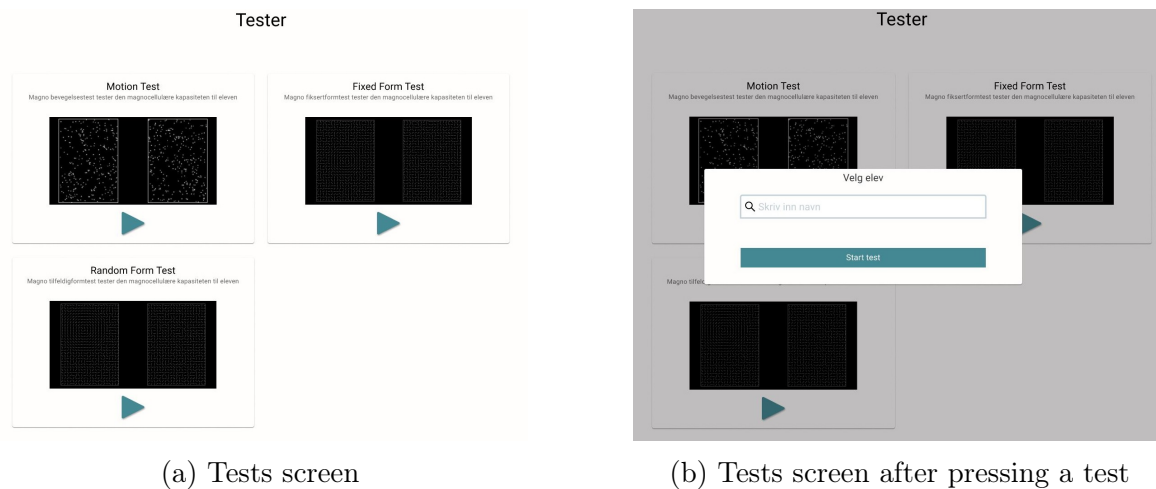 Tester
Motion Test
Magno bevegelsestest tester den magnocellulære kapasiteten til eleven
Fixed Form Test
Magno fiksertformtest tester den magnocellulære kapasiteten til eleven
Random Form Test
Magno tilfeldigformtest tester den magnocellulære kapasiteten til eleven
(a) Tests screen
Tester
Motion Test
Magno bevegelsestest tester den magnocellulære kapasiteten til eleven
Fixed Form Test
Magno fiksertformtest tester den magnocellulære kapasiteten til eleven
Velg elev
Skriv inn navn
Start test
Magno
(b) Tests screen after pressing a test